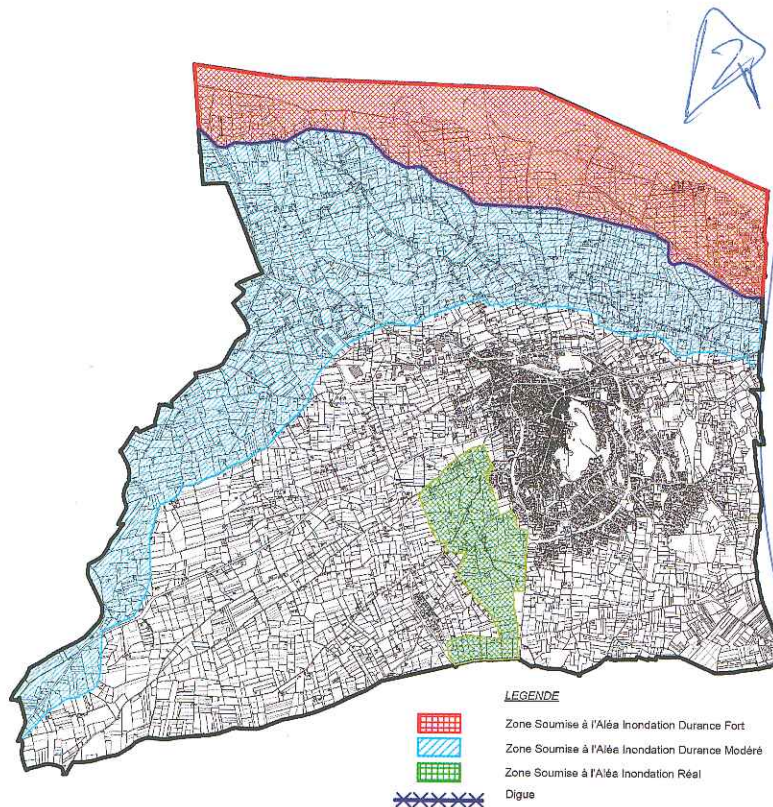 LEGENDE
Zone Soumise à l'Aléa Inondation Durance Fort
Zone Soumise à l'Aléa Inondation Durance Modéré
Zone Soumise à l'Aléa Inondation Réal
Digue